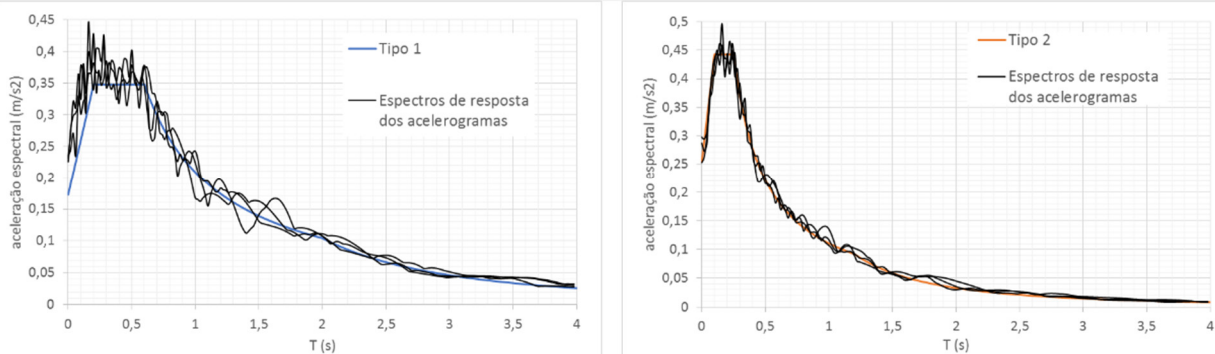 0,45
0,4
0,35
0,3
0,25
0,2
0,15
0,1
0,05
0
aceleração espectral (m/s2)
Tipo 1
Espectros de resposta
dos acelerogramas
0 0,5 1 1,5 2 2,5 3 3,5 4
T (s)
0,5
0,45
0,4
0,35
0,3
0,25
0,2
0,15
0,1
0,05
0
aceleração espectral (m/s2)
Tipo 2
Espectros de resposta
dos acelerogramas
0 0,5 1 1,5 2 2,5 3 3,5 4
T (s)